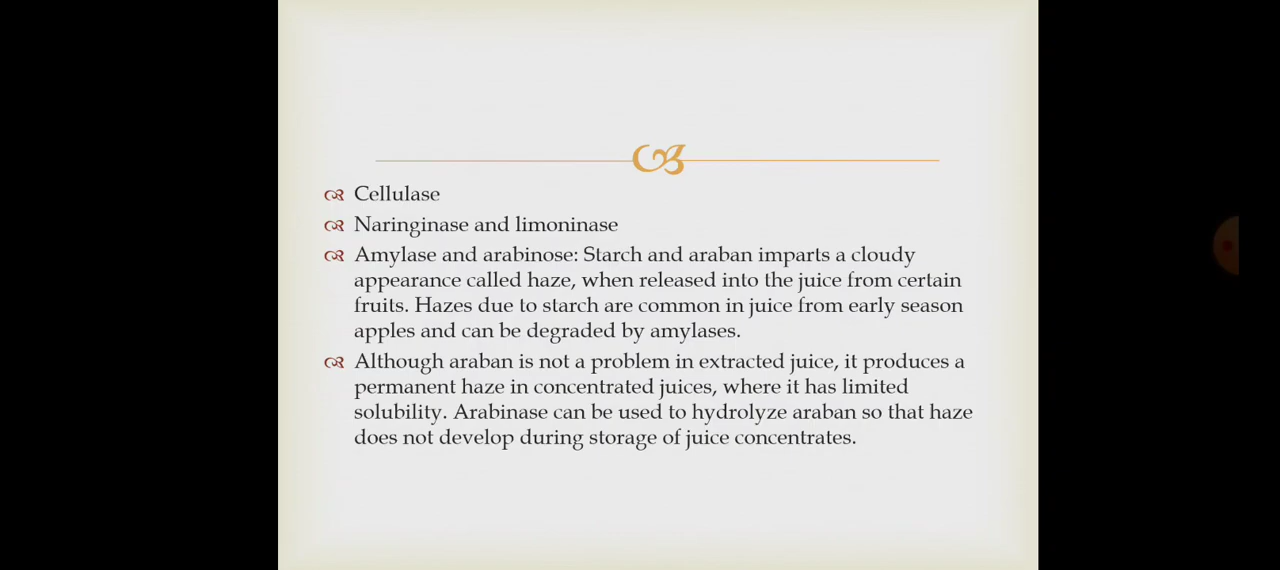 Cellulase
Naringinase and limoninase
Amylase and arabinose: Starch and araban imparts a cloudy
appearance called haze, when released into the juice from certain
fruits. Hazes due to starch are common in juice from early season
apples and can be degraded by amylases.
Although araban is not a problem in extracted juice, it produces a
permanent haze in concentrated juices, where it has limited
solubility. Arabinase can be used to hydrolyze araban so that haze
does not develop during storage of juice concentrates.